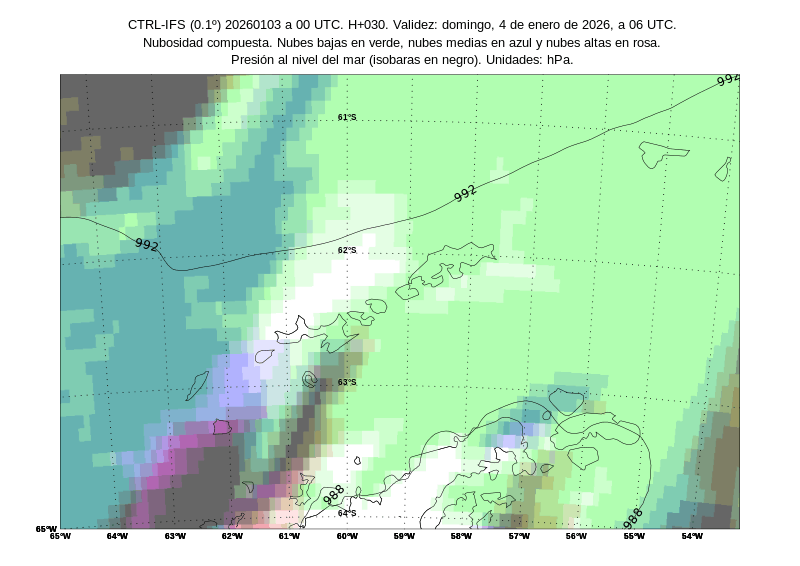 CTRL-IFS (0.1º) 20260103 a 00 UTC. H+030. Validez: domingo, 4 de enero de 2026, a 06 UTC.
Nubosidad compuesta. Nubes bajas en verde, nubes medias en azul y nubes altas en rosa.
Presión al nivel del mar (isobaras en negro). Unidades: hPa.
992
61°S
992
992
62°S
63°S
988
64°S
988
65°W
65°W 64°W 63°W 62°W 61°W 60°W 59°W 58°W 57°W 56°W 55°W 54°W